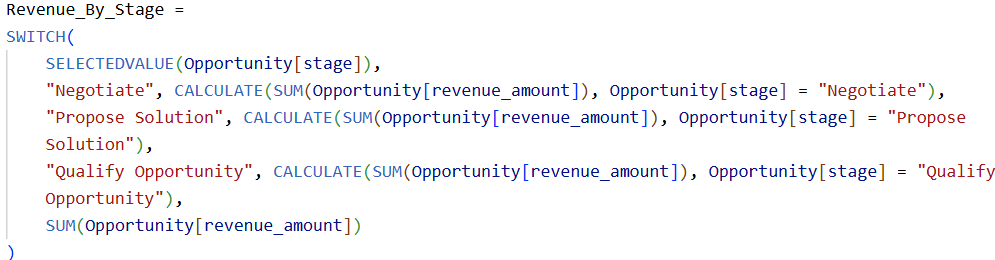 Revenue_By_Stage =
SWITCH(
    SELECTEDVALUE(Opportunity[stage]),
    "Negotiate", CALCULATE(SUM(Opportunity[revenue_amount]), Opportunity[stage] = "Negotiate"),
    "Propose Solution", CALCULATE(SUM(Opportunity[revenue_amount]), Opportunity[stage] = "Propose
    Solution"),
    "Qualify Opportunity", CALCULATE(SUM(Opportunity[revenue_amount]), Opportunity[stage] = "Qualify
    Opportunity"),
    SUM(Opportunity[revenue_amount])
)